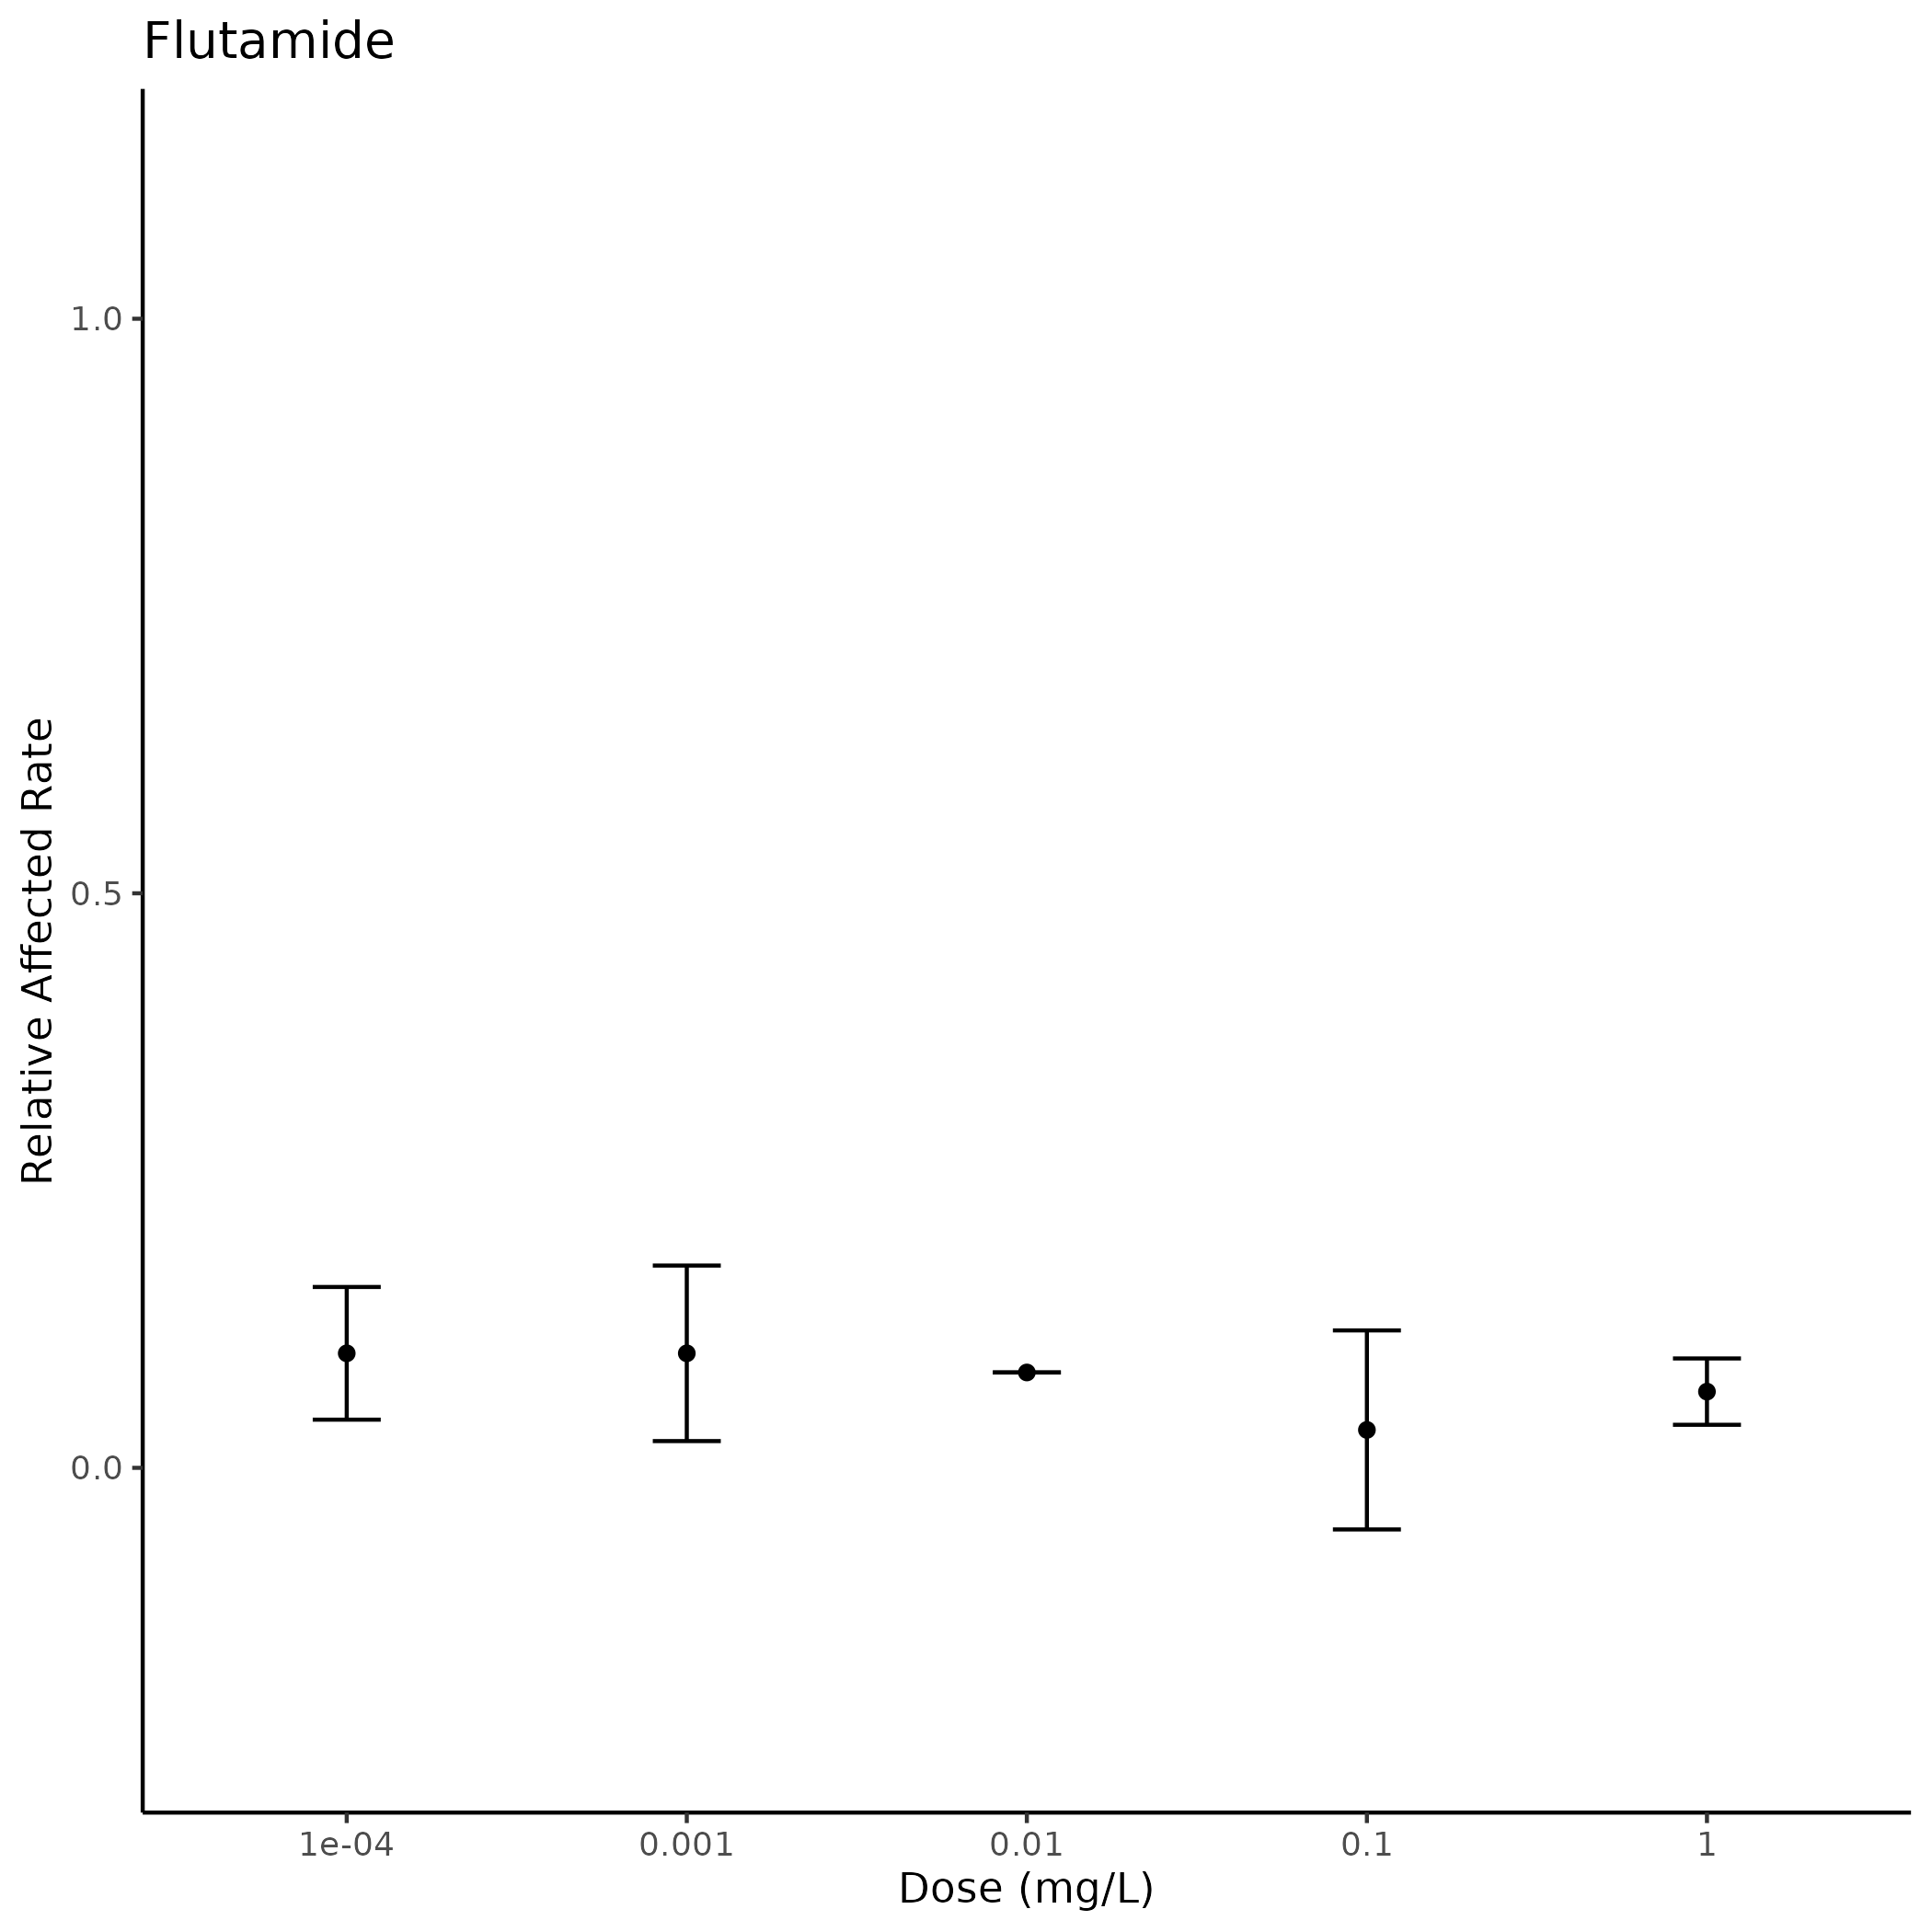 Flutamide
Relative Affected Rate
1.0
0.5
0.0
1e-04 0.001 0.01 0.1 1
Dose (mg/L)